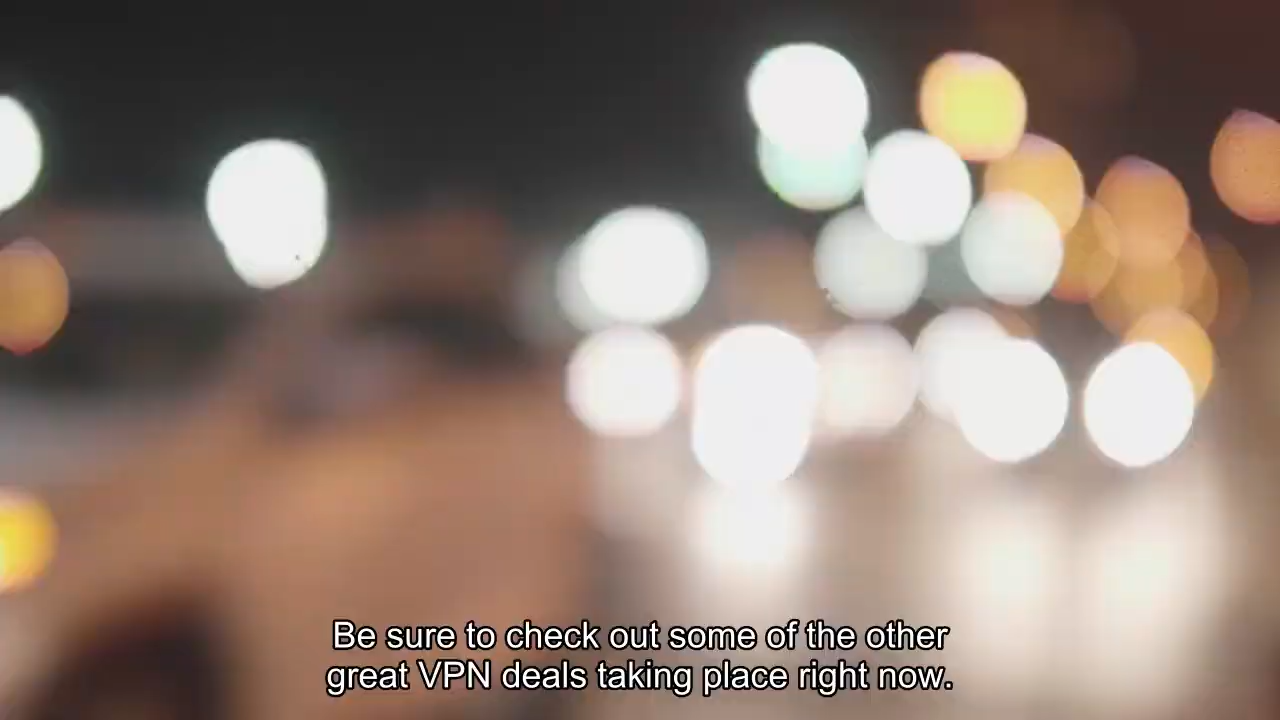 Be sure to check out some of the other
great VPN deals taking place right now.